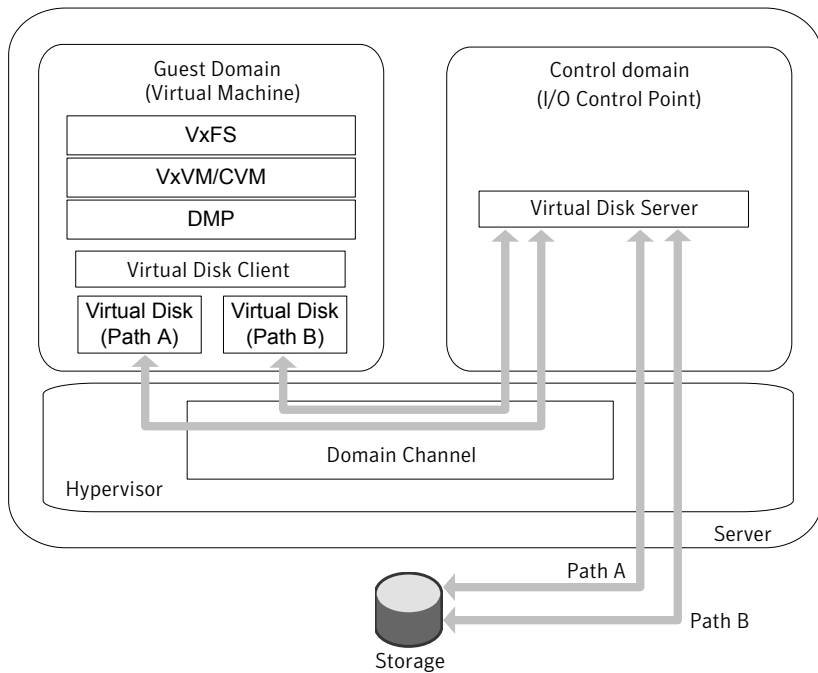 Guest Domain
(Virtual Machine)
VxFS
VxVM/CVM
DMP
Virtual Disk Client
Virtual Disk
(Path A)
Virtual Disk
(Path B)
Control domain
(I/O Control Point)
Virtual Disk Server
Domain Channel
Hypervisor
Server
Path A
Path B
Storage